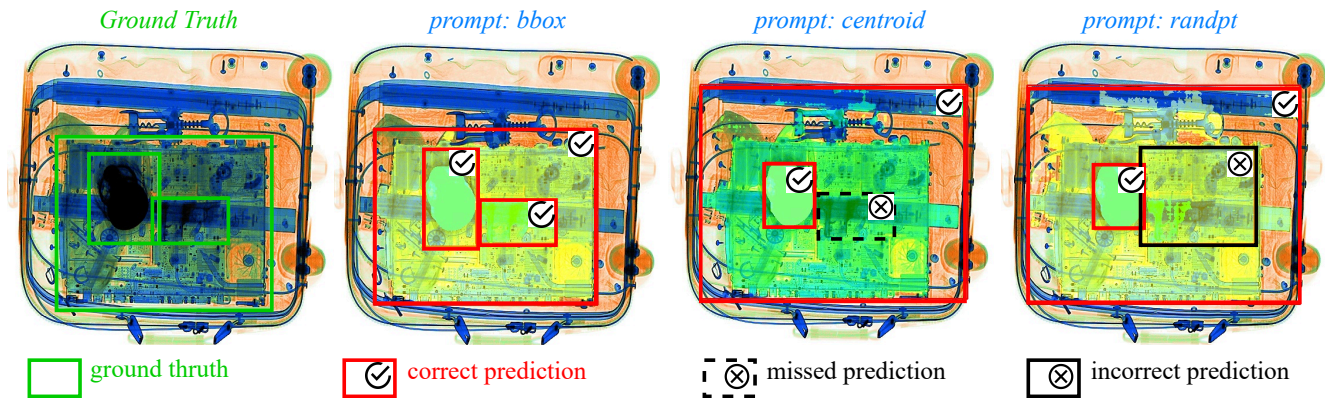 Ground Truth
prompt: bbox
prompt: centroid
prompt: randpt
ground thruth
correct prediction
missed prediction
incorrect prediction